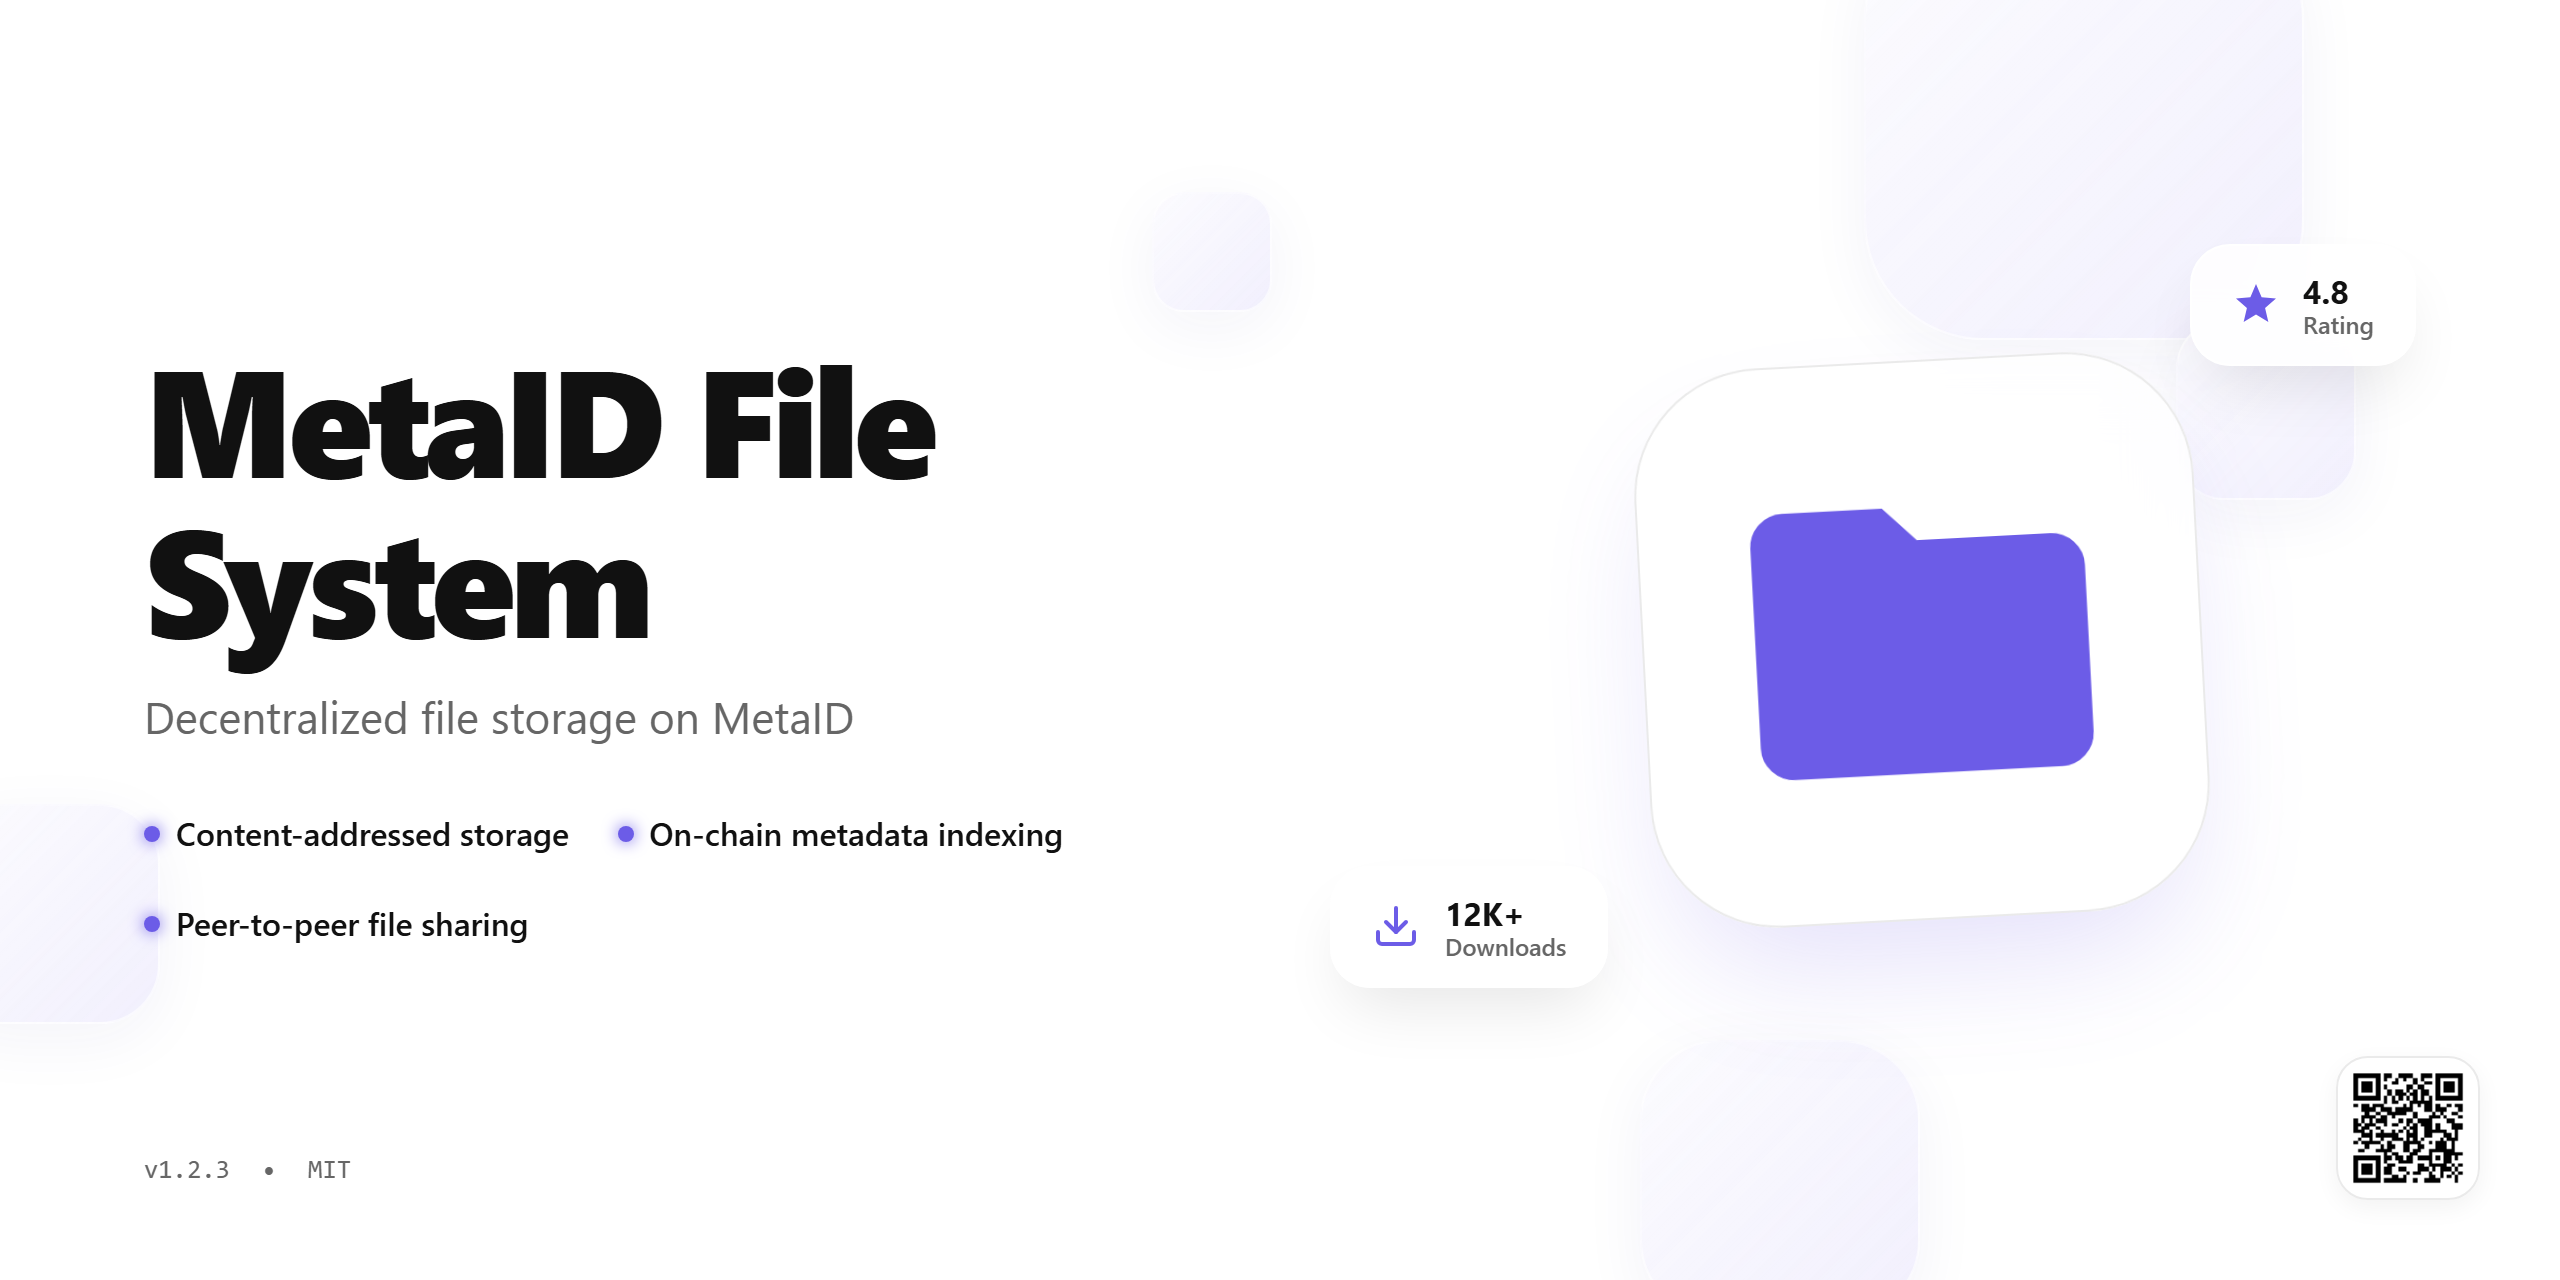 MetaID File
System
Decentralized file storage on MetaID
Content-addressed storage
On-chain metadata indexing
Peer-to-peer file sharing
v1.2.3 • MIT
4.8
Rating
12K+
Downloads